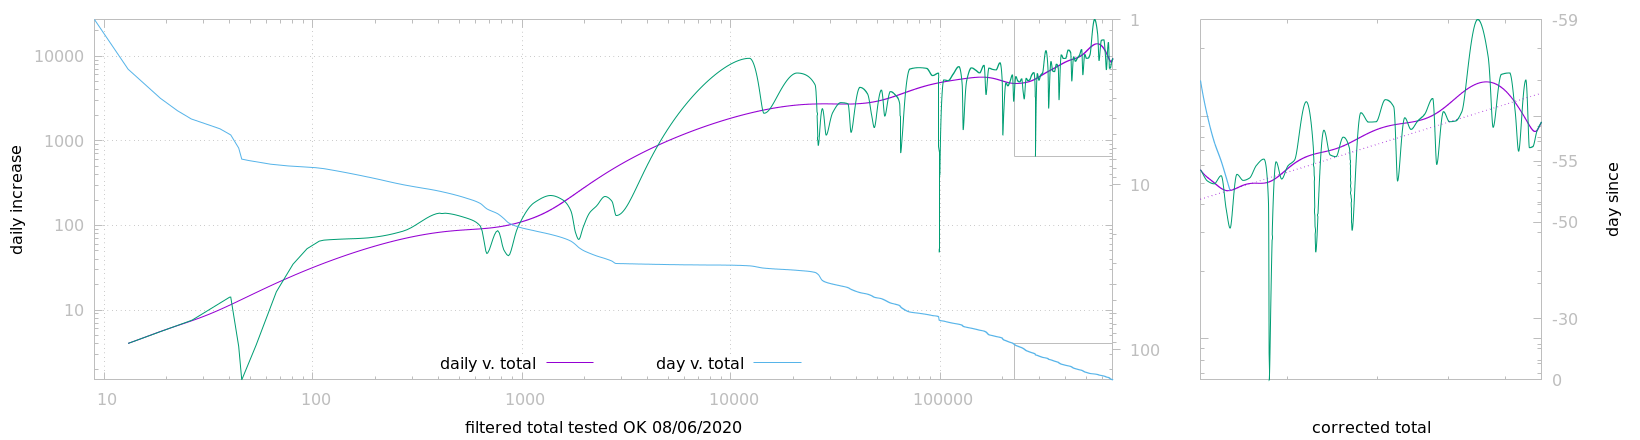 10000
1000
100
10
daily increase
10
100
1000
10000
100000
filtered total tested OK 08/06/2020
daily v. total
day v. total
1
10
100
-59
-55
-50
-30
0
day since
corrected total